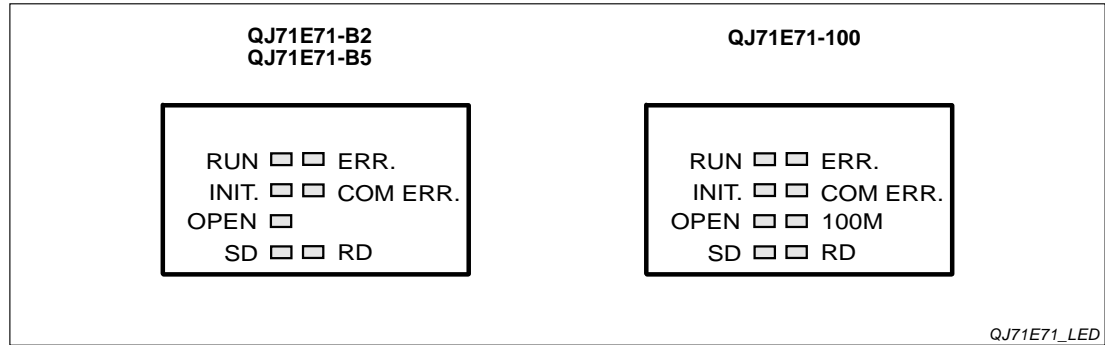 QJ71E71-B2
QJ71E71-B5
RUN ERR.
INIT. COM ERR.
OPEN
SD RD
QJ71E71-100
RUN ERR.
INIT. COM ERR.
OPEN 100M
SD RD
QJ71E71_LED